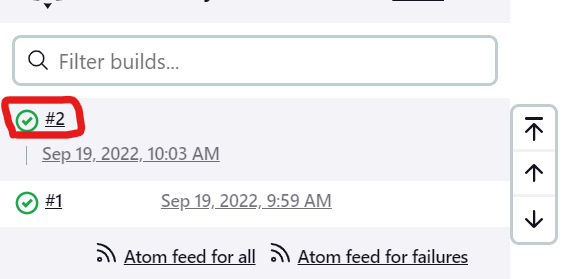 Filter builds...
#2
Sep 19, 2022, 10:03 AM
#1 Sep 19, 2022, 9:59 AM
Atom feed for all Atom feed for failures